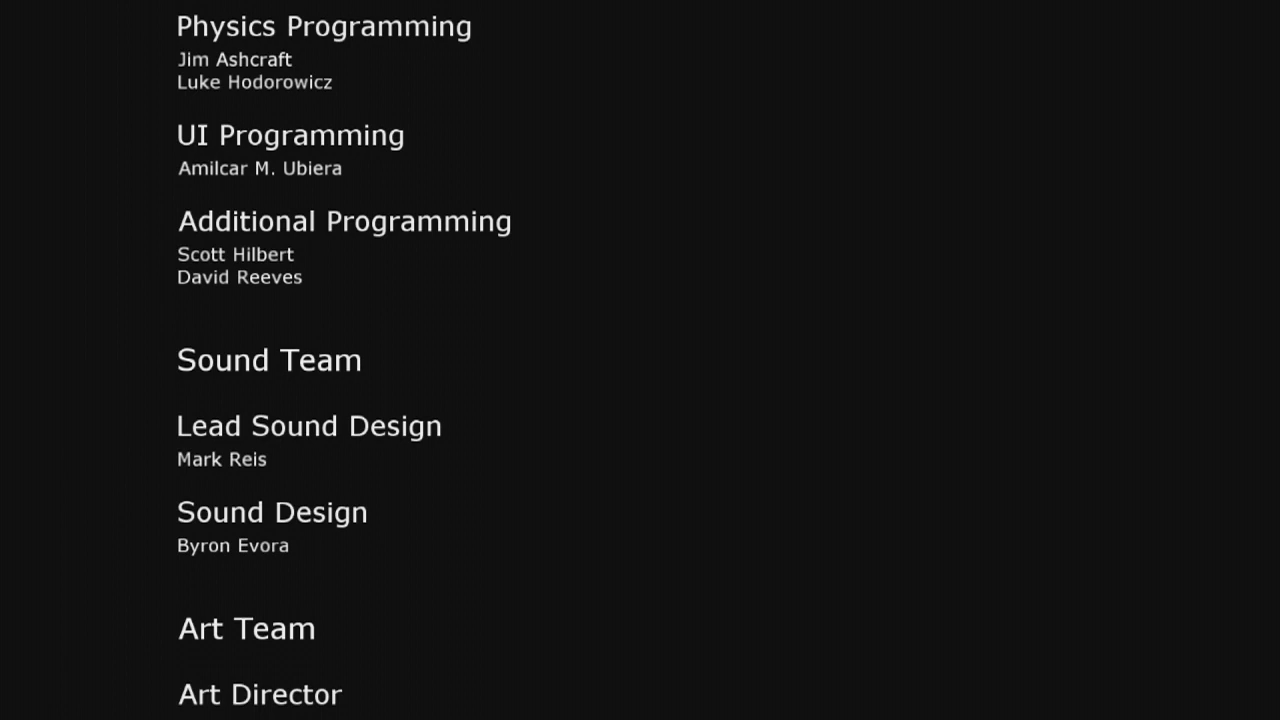 Physics Programming
Jim Ashcraft
Luke Hodorowicz
UI Programming
Amilcar M. Ubiera
Additional Programming
Scott Hilbert
David Reeves
Sound Team
Lead Sound Design
Mark Reis
Sound Design
Byron Evora
Art Team
Art Director